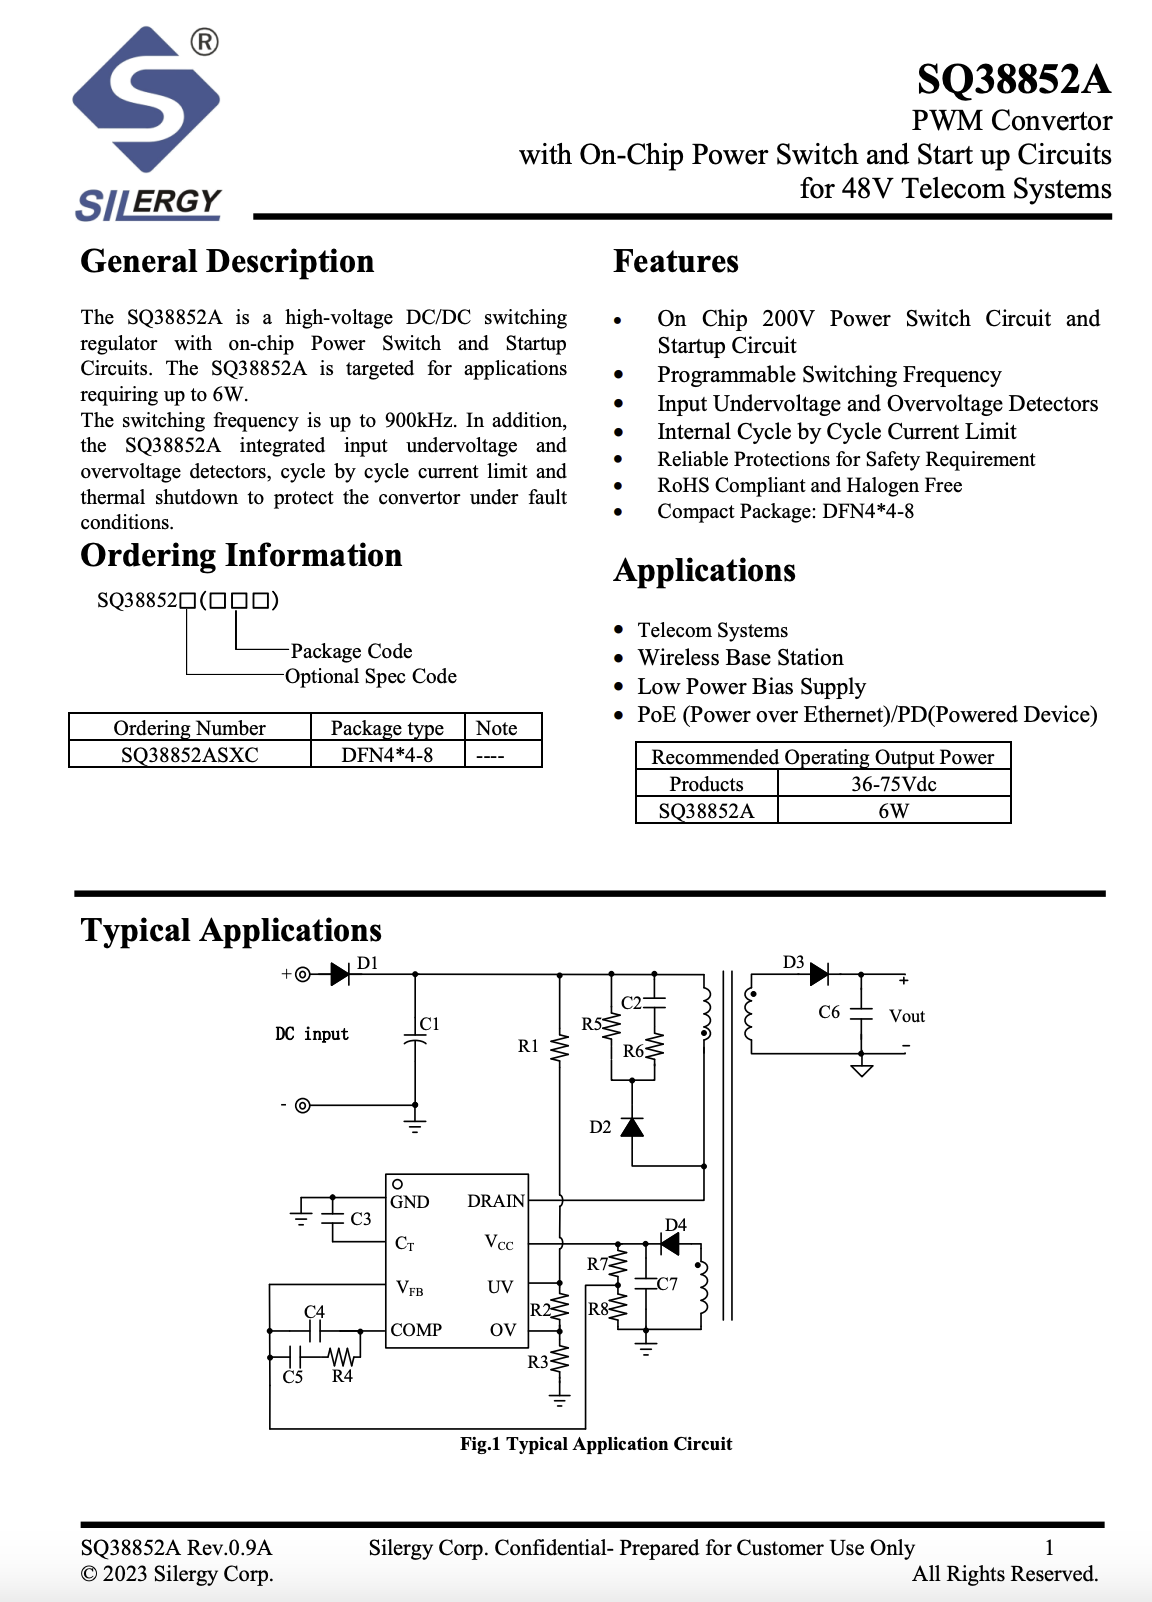 ®
SILERGY
SQ38852A
PWM Convertor
with On-Chip Power Switch and Start up Circuits
for 48V Telecom Systems
General Description
The SQ38852A is a high-voltage DC/DC switching
regulator with on-chip Power Switch and Startup
Circuits. The SQ38852A is targeted for applications
requiring up to 6W.
The switching frequency is up to 900kHz. In addition,
the SQ38852A integrated input undervoltage and
overvoltage detectors, cycle by cycle current limit and
thermal shutdown to protect the convertor under fault
conditions.
Ordering Information
SQ38852□(□□□)
Package Code
Optional Spec Code
Ordering Number Package type Note
SQ38852ASXC DFN4*4-8 ----
Features
• On Chip 200V Power Switch Circuit and
Startup Circuit
• Programmable Switching Frequency
• Input Undervoltage and Overvoltage Detectors
• Internal Cycle by Cycle Current Limit
• Reliable Protections for Safety Requirement
• RoHS Compliant and Halogen Free
• Compact Package: DFN4*4-8
Applications
• Telecom Systems
• Wireless Base Station
• Low Power Bias Supply
• PoE (Power over Ethernet)/PD(Powered Device)
Recommended Operating Output Power
Products 36-75Vdc
SQ38852A 6W
Typical Applications
+ D1 D3
+
C2
C6 Vout
DC input C1 R5
R1 R6
-
- 
D2
GND DRAIN
C3
D4
CT VCC
R7
VFB UV C7
C4 R2 R8
COMP OV
R3
C5 R4
Fig.1 Typical Application Circuit
SQ38852A Rev.0.9A Silergy Corp. Confidential- Prepared for Customer Use Only 1
© 2023 Silergy Corp. All Rights Reserved.